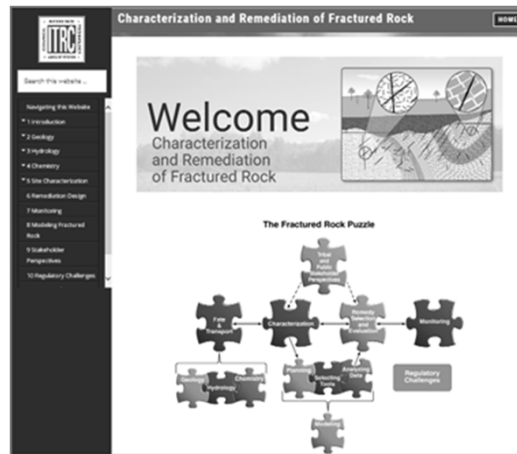 Characterization and Remediation of Fractured Rock
HOME
ITRC
Search this website ...
Navigating this Website
1 Introduction
2 Geology
3 Hydrology
4 Chemistry
5 Site Characterization
6 Remediation Design
7 Monitoring
8 Modeling Fractured
Rock
9 Stakeholder
Perspectives
10 Regulatory Challenges
Welcome
Characterization
and Remediation
of Fractured Rock
The Fractured Rock Puzzle
Tribal
and Public
Stakeholder
Perspectives
Fate
&
Transport
Characterization
Remedy
Selection
and
Evaluation
Monitoring
Geology
Hydrology
Chemistry
Planning
Selecting
Tools
Analyzing
Data
Regulatory
Challenges
Modeling